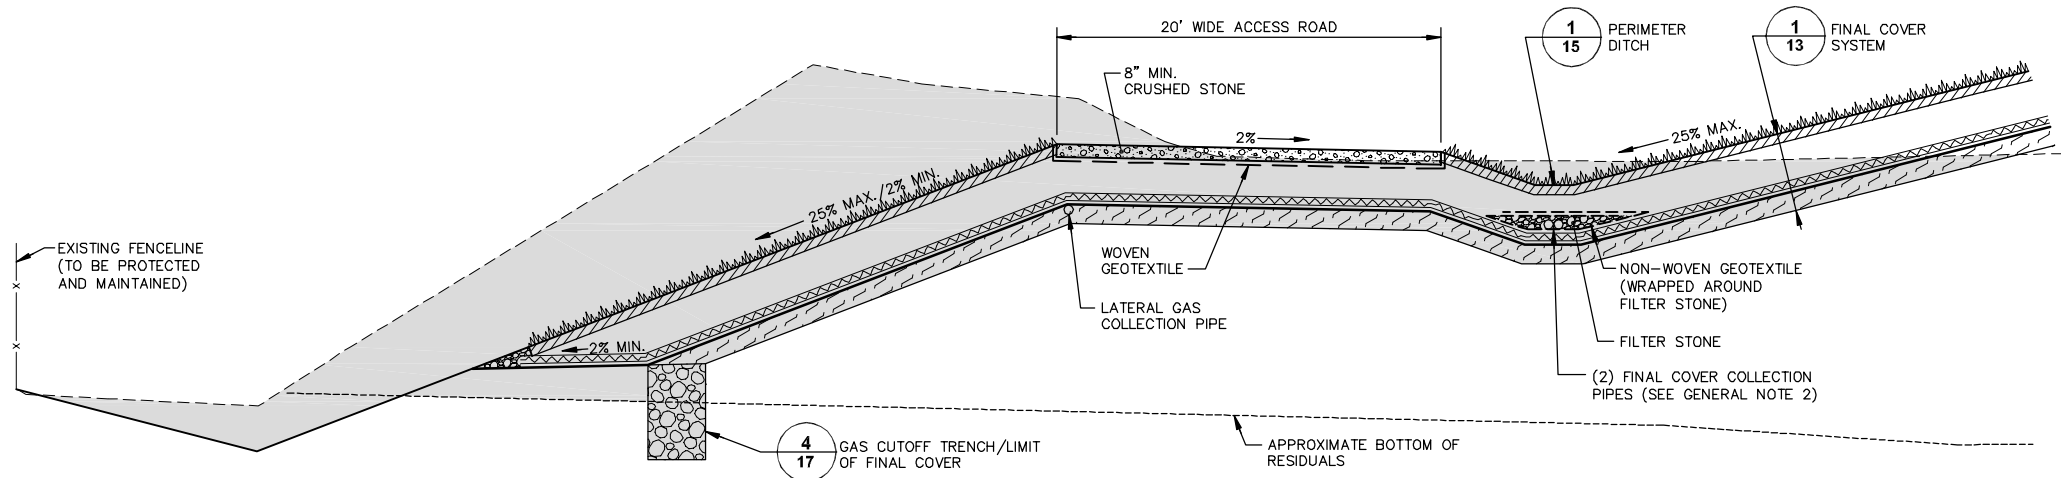 20' WIDE ACCESS ROAD
1
15
PERIMETER
DITCH
1
13
FINAL COVER
SYSTEM
8" MIN.
CRUSHED STONE
2%
25% MAX.
25% MAX./2% MIN.
EXISTING FENCELINE
(TO BE PROTECTED
AND MAINTAINED)
X
X
WOVEN
GEOTEXTILE
NON-WOVEN GEOTEXTILE
(WRAPPED AROUND
FILTER STONE)
LATERAL GAS
COLLECTION PIPE
2% MIN.
FILTER STONE
(2) FINAL COVER COLLECTION
PIPES (SEE GENERAL NOTE 2)
4
17
GAS CUTOFF TRENCH/LIMIT
OF FINAL COVER
APPROXIMATE BOTTOM OF
RESIDUALS